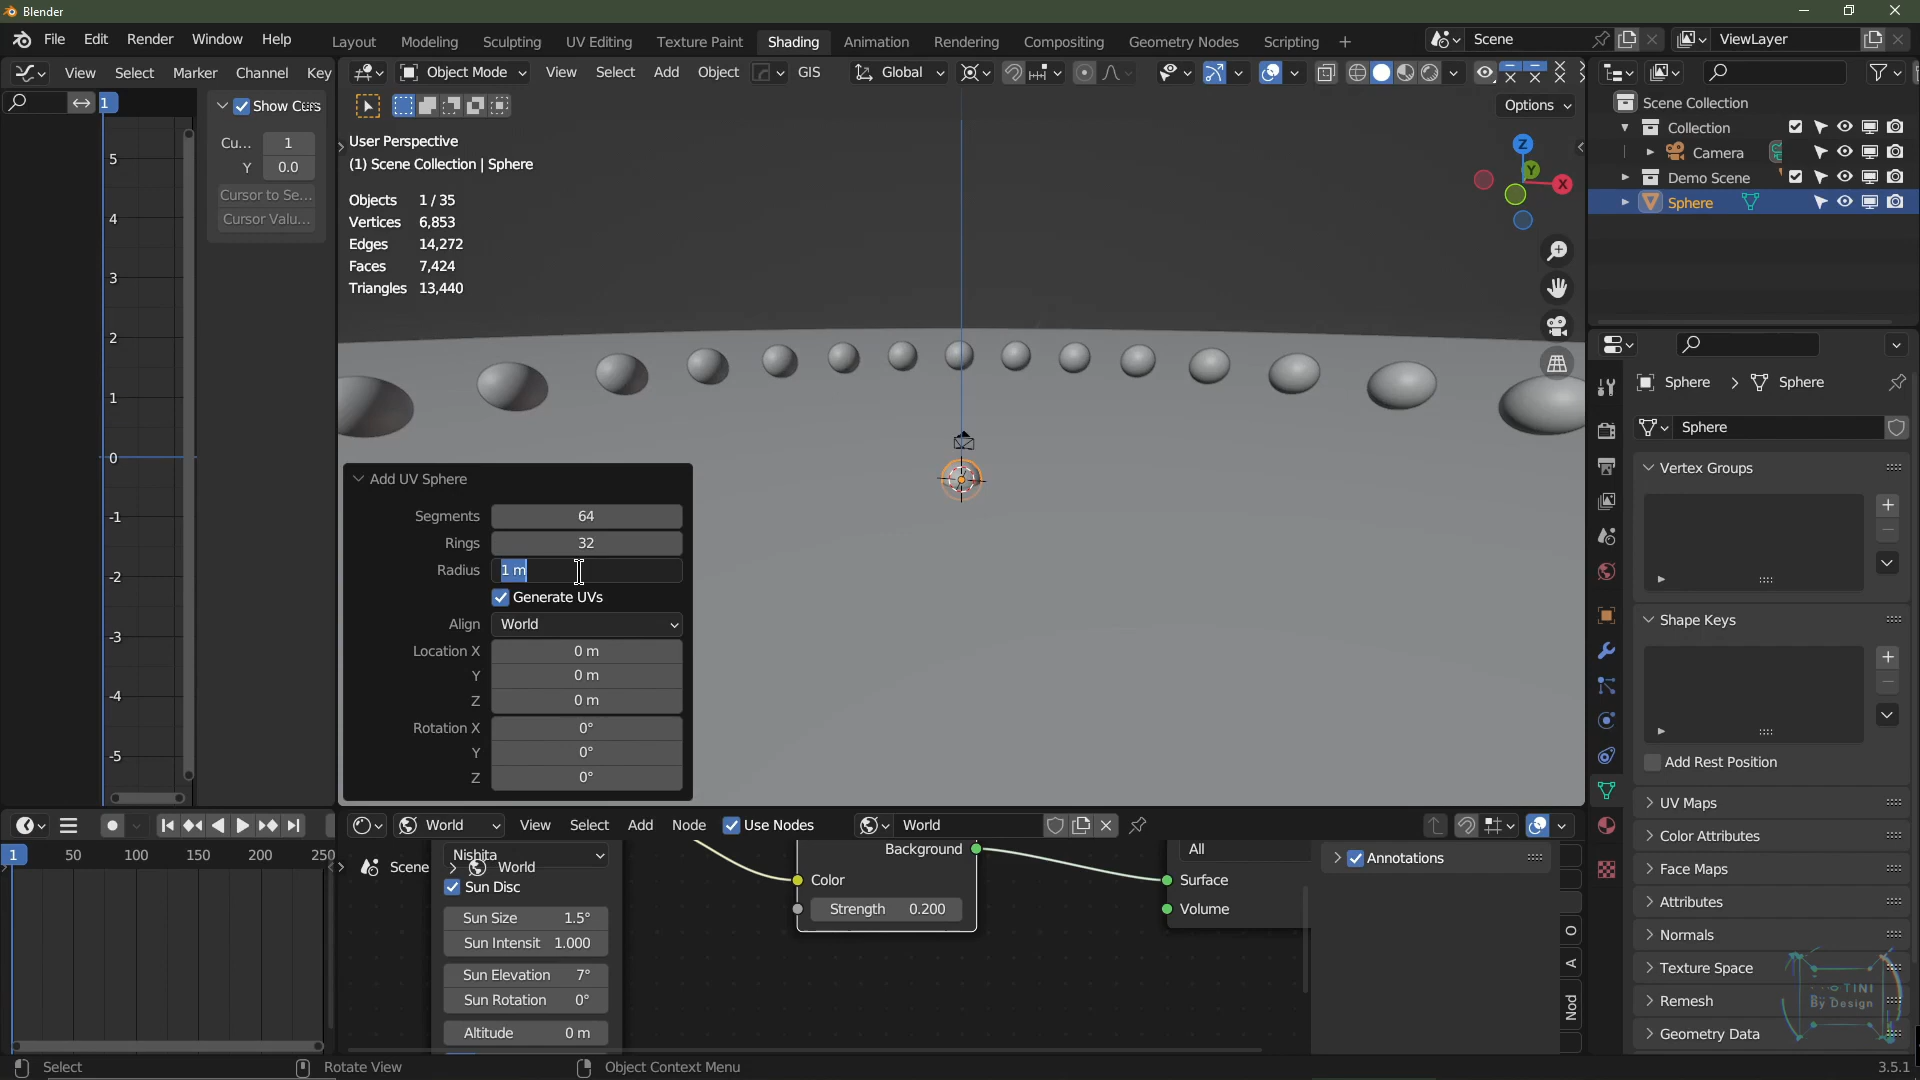 Blender
File Edit Render Window Help
Layout Modeling Sculpting UV Editing Texture Paint Shading Animation Rendering Compositing Geometry Nodes Scripting +
Scene
ViewLayer
View Select Marker Channel Key
Object Mode View Select Add Object GIS Global
1
Show Curs
Cu... 1
Y 0.0
Cursor to Se...
Cursor Valu...
5
4
3
2
1
0
-1
-2
-3
-4
-5
Options
User Perspective
(1) Scene Collection | Sphere
Objects 1 / 35
Vertices 6,853
Edges 14,272
Faces 7,424
Triangles 13,440
Z
Y
X
Add UV Sphere
Segments 64
Rings 32
Radius 1 m
Generate UVs
Align World
Location X 0 m
Y 0 m
Z 0 m
Rotation X 0°
Y 0°
Z 0°
Scene Collection
Collection
Camera
Demo Scene
Sphere
Sphere > Sphere
Sphere
Vertex Groups
Shape Keys
Add Rest Position
UV Maps
Color Attributes
Face Maps
Attributes
Normals
Texture Space
Remesh
Geometry Data
1 50 100 150 200 250
World View Select Add Node Use Nodes World
Scene > World
Nishita
Sun Disc
Sun Size 1.5°
Sun Intensit 1.000
Sun Elevation 7°
Sun Rotation 0°
Altitude 0 m
Background
Color
Strength 0.200
All
Surface
Volume
Annotations
O
A
Nod
By Design
Select Rotate View Object Context Menu 3.5.1